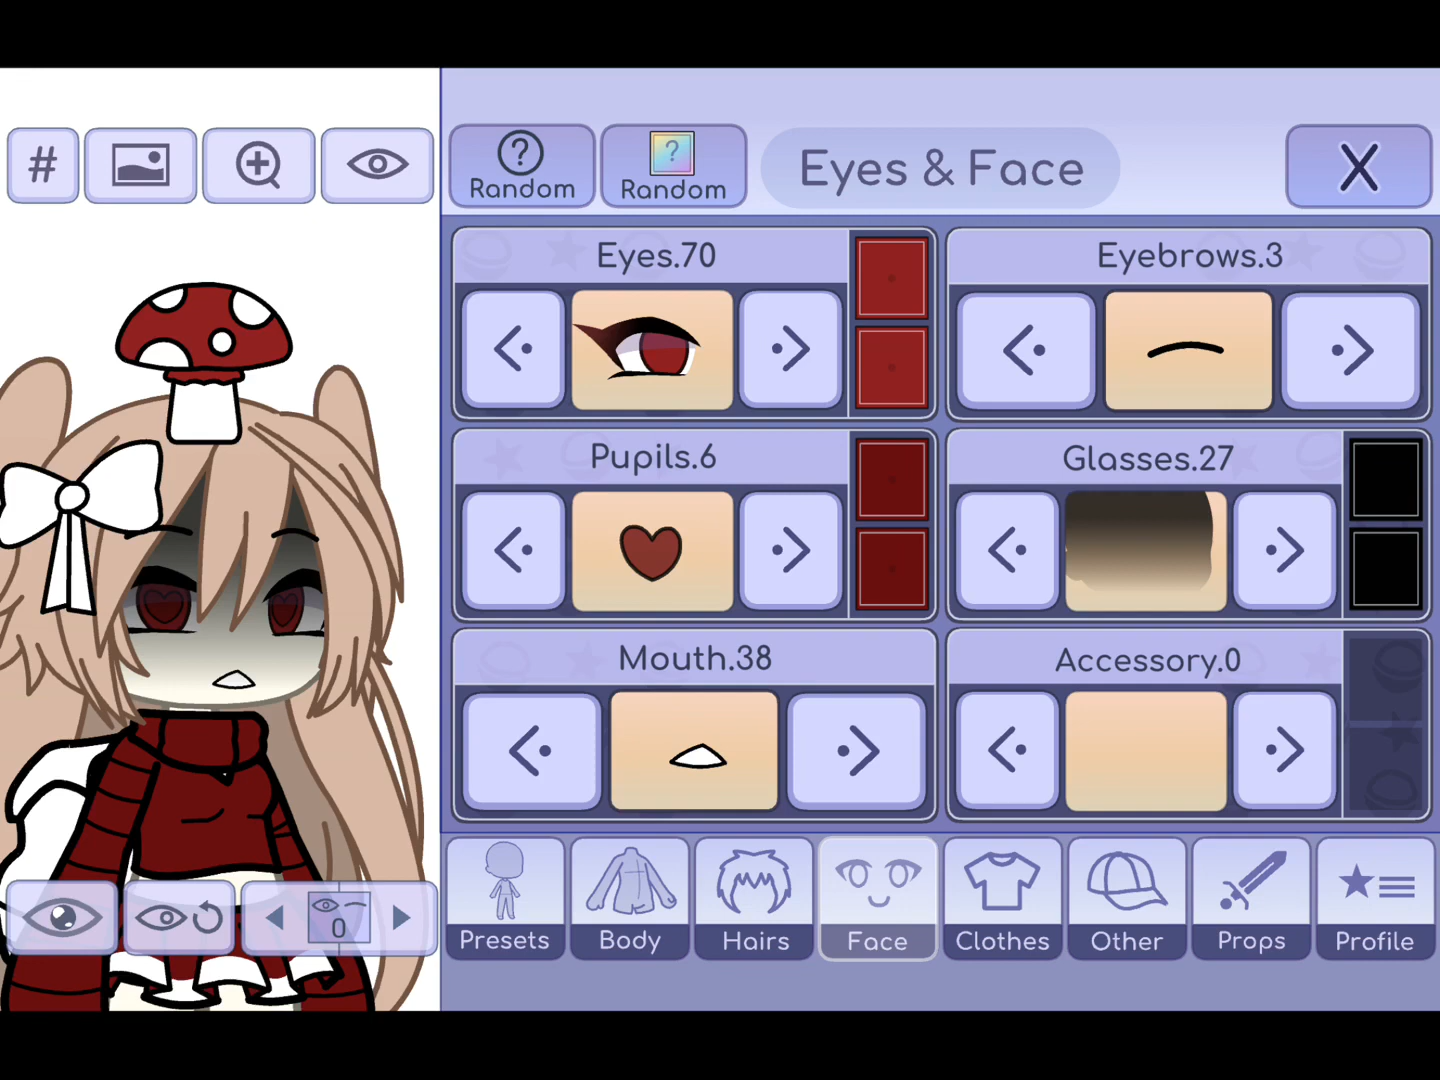 #
? Random
? Random
Eyes & Face
X
Eyes.70
Eyebrows.3
Pupils.6
Glasses.27
Mouth.38
Accessory.0
0
Presets
Body
Hairs
Face
Clothes
Other
Props
Profile